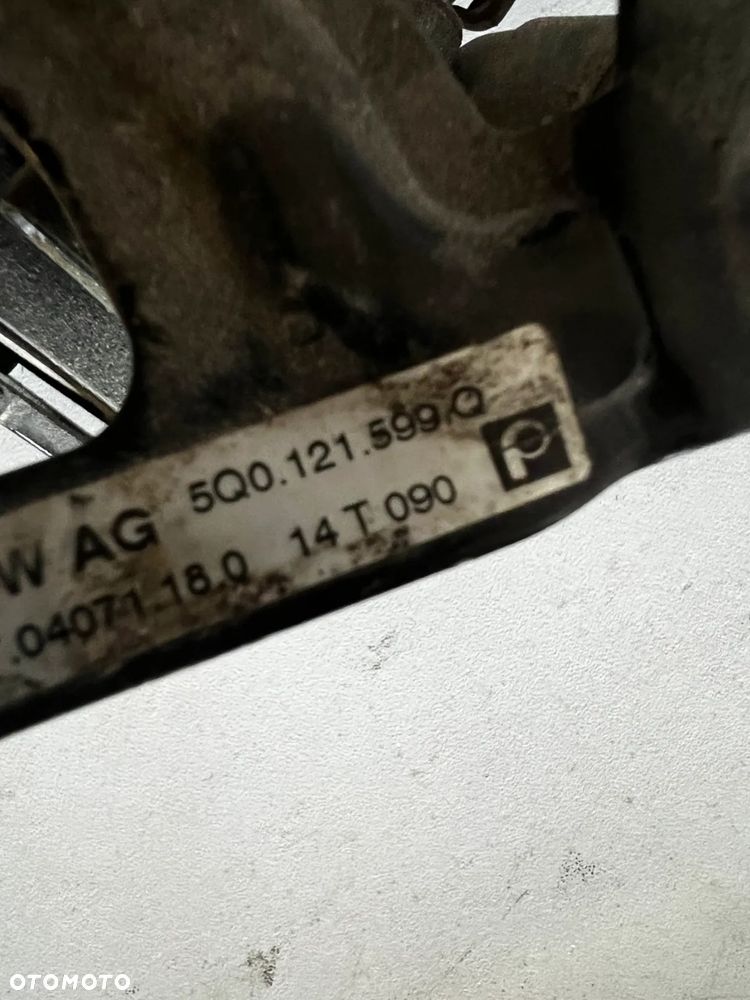 W AG 5Q0.121.599.Q
.04071.18.0 14 T 090
OTOMOTO